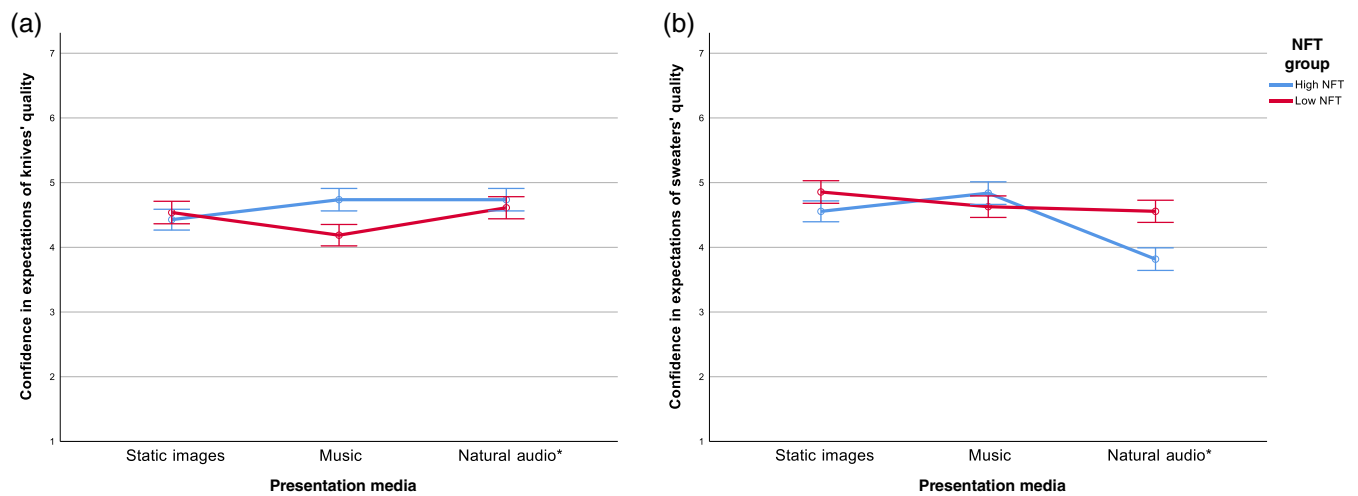 (a)
Confidence in expectations of knives' quality
7
6
5
4
3
2
1
Static images
Music
Natural audio*
Presentation media
(b)
Confidence in expectations of sweaters' quality
7
6
5
4
3
2
1
Static images
Music
Natural audio*
Presentation media
NFT
group
High NFT
Low NFT